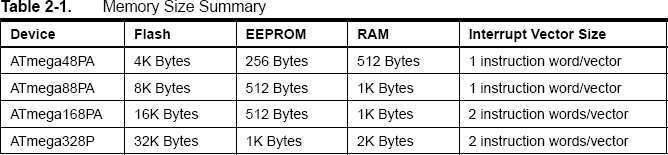 Table 2-1. Memory Size Summary
Device Flash EEPROM RAM Interrupt Vector Size
ATmega48PA 4K Bytes 256 Bytes 512 Bytes 1 instruction word/vector
ATmega88PA 8K Bytes 512 Bytes 1K Bytes 1 instruction word/vector
ATmega168PA 16K Bytes 512 Bytes 1K Bytes 2 instruction words/vector
ATmega328P 32K Bytes 1K Bytes 2K Bytes 2 instruction words/vector